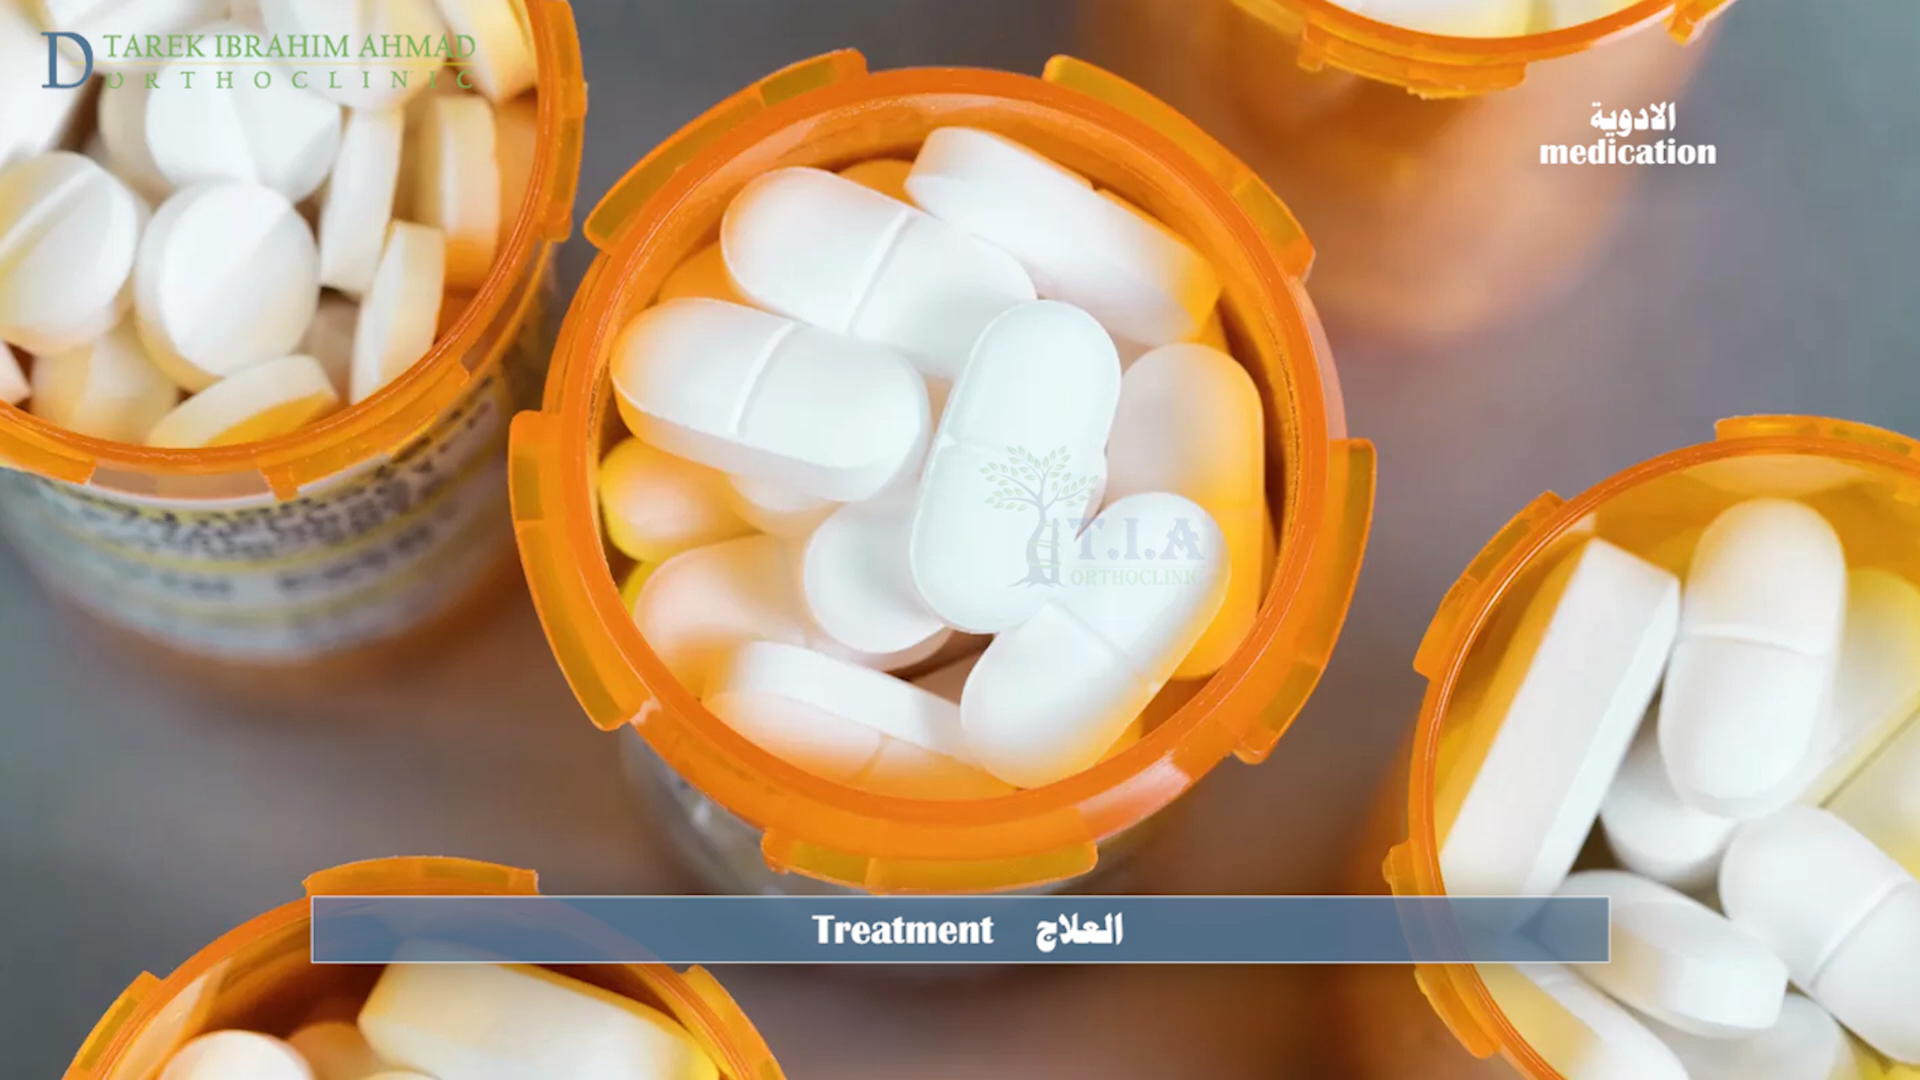 D TAREK IBRAHIM AHMAD
ORTHOCLINIC
الادوية
medication
T.I.A
ORTHOCLINIC
Treatment العلاج